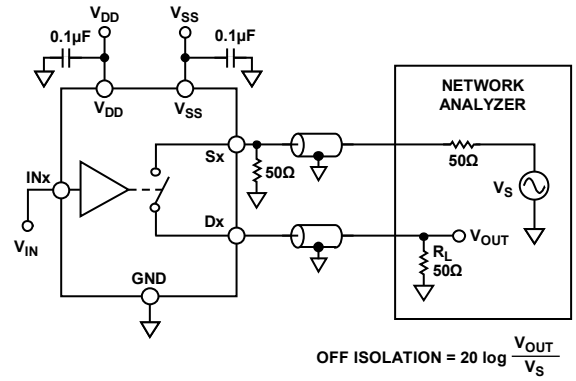 VDD
VSS
0.1µF
0.1µF
VDD
VSS
NETWORK
ANALYZER
Sx
50Ω
50Ω
INx
VS
Dx
VOUT
VIN
RL
50Ω
GND
OFF ISOLATION = 20 log VOUT
VS